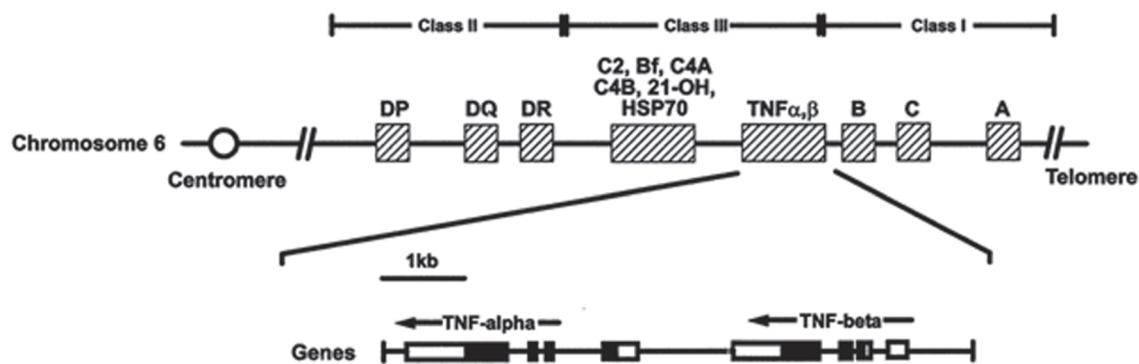 Class II Class III Class I
C2, Bf, C4A
C4B, 21-OH,
DP DQ DR HSP70 TNFα,β B C A
Chromosome 6
Centromere Telomere
1kb
TNF-alpha TNF-beta
Genes